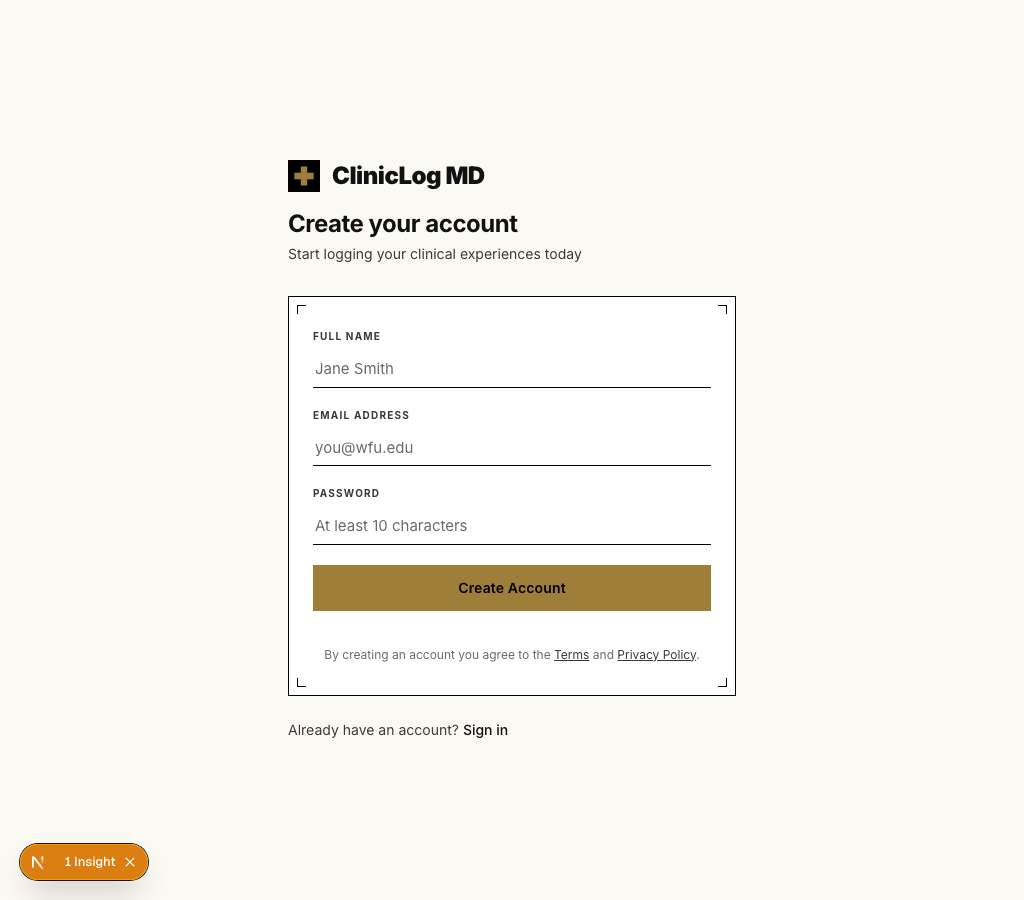 ClinicLog MD
Create your account
Start logging your clinical experiences today
FULL NAME
Jane Smith
EMAIL ADDRESS
you@wfu.edu
PASSWORD
At least 10 characters
Create Account
By creating an account you agree to the Terms and Privacy Policy.
Already have an account? Sign in
1 Insight